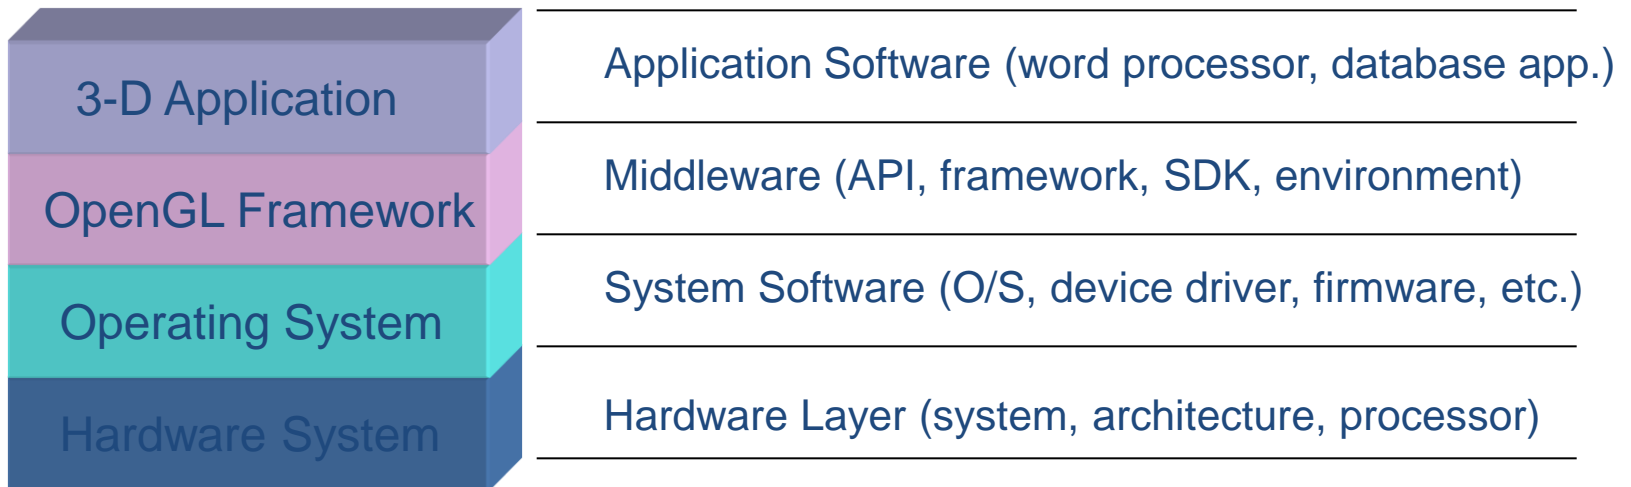 3-D Application
Application Software (word processor, database app.)
OpenGL Framework
Middleware (API, framework, SDK, environment)
Operating System
System Software (O/S, device driver, firmware, etc.)
Hardware System
Hardware Layer (system, architecture, processor)